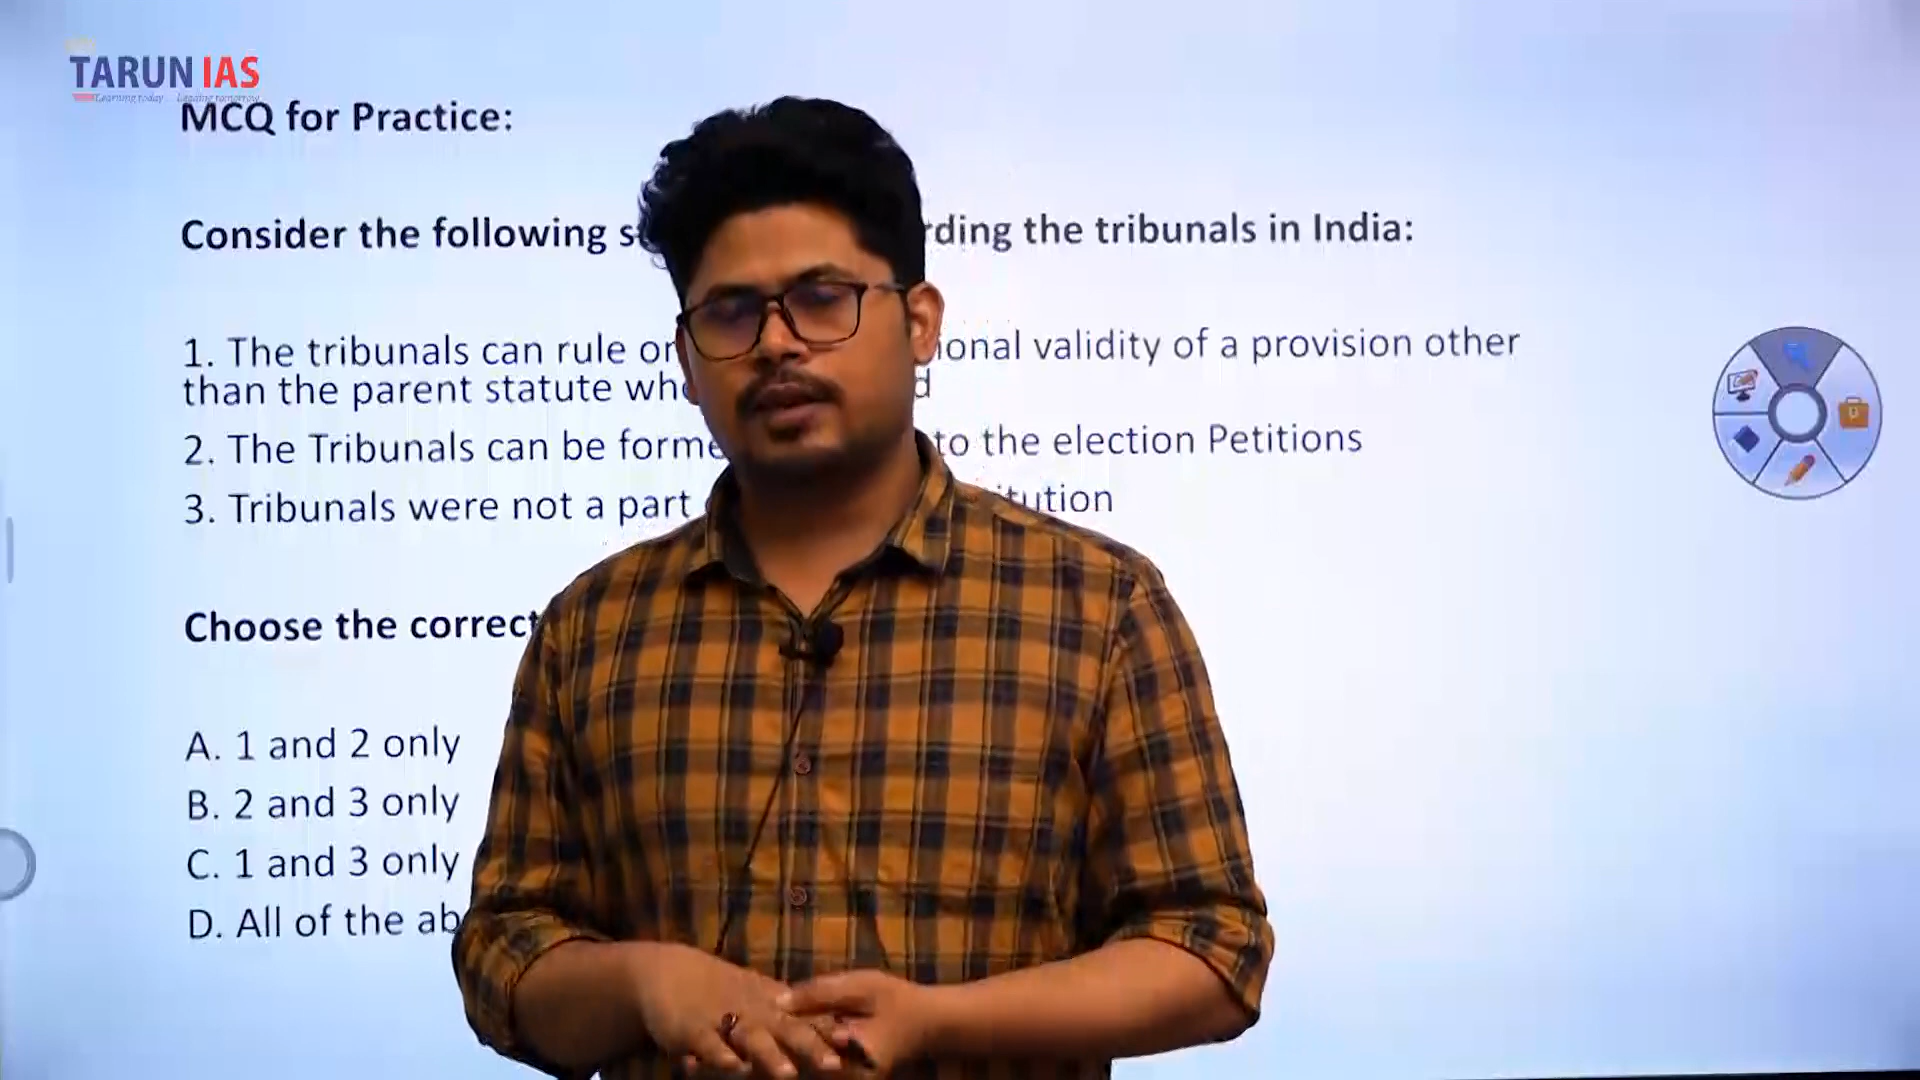 TARUN IAS
Learning today... Leading tomorrow...
MCQ for Practice:
Consider the following s rding the tribunals in India:
1. The tribunals can rule on ional validity of a provision other
than the parent statute whe d
2. The Tribunals can be forme to the election Petitions
3. Tribunals were not a part itution
Choose the correct
A. 1 and 2 only
B. 2 and 3 only
C. 1 and 3 only
D. All of the ab